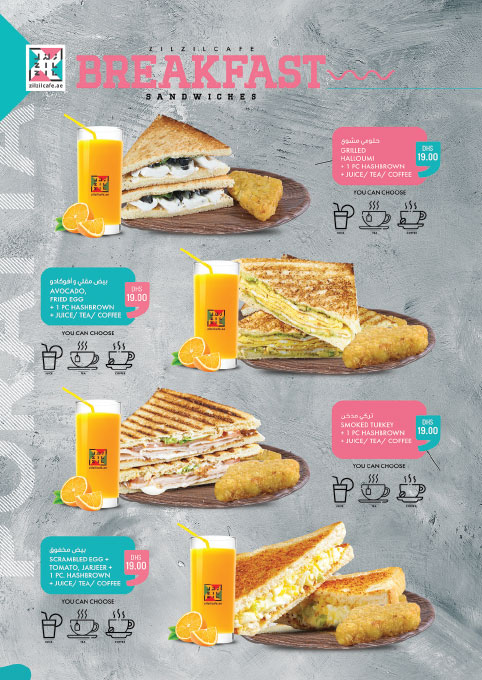 zilzilcafe.ae
ZILZILCAFE
BREAKFAST
SANDWICHES
حلومي مشوي
GRILLED
HALLOUMI
+ 1 PC HASHBROWN
+ JUICE/ TEA/ COFFEE
DHS
19.00
YOU CAN CHOOSE
JUICE TEA COFFEE
بيض مقلي وأفوكادو
AVOCADO,
FRIED EGG
+ 1 PC HASHBROWN
+ JUICE/ TEA/ COFFEE
DHS
19.00
YOU CAN CHOOSE
JUICE TEA COFFEE
تركي مدخن
SMOKED TURKEY
+ 1 PC HASHBROWN
+ JUICE/ TEA/ COFFEE
DHS
19.00
YOU CAN CHOOSE
JUICE TEA COFFEE
بيض مخفوق
SCRAMBLED EGG +
TOMATO, JARJEER +
1 PC. HASHBROWN
+ JUICE/ TEA/ COFFEE
DHS
19.00
YOU CAN CHOOSE
JUICE TEA COFFEE